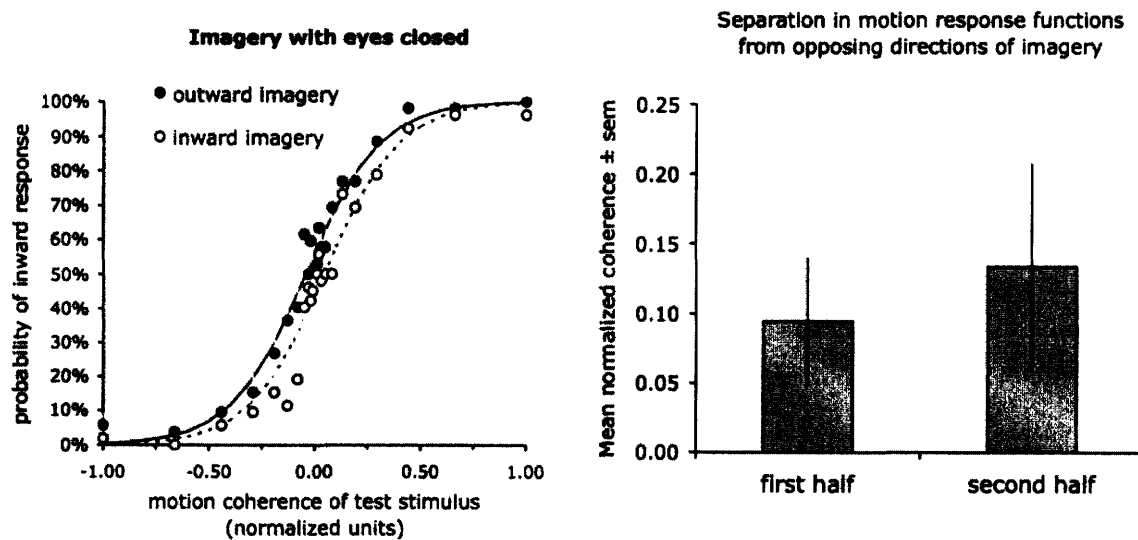 Imagery with eyes closed
outward imagery
inward imagery
100%
90%
80%
70%
60%
50%
40%
30%
20%
10%
0%
probability of inward response
-1.00
-0.50
0.00
0.50
1.00
motion coherence of test stimulus
(normalized units)
Separation in motion response functions
from opposing directions of imagery
0.25
0.20
0.15
0.10
0.05
0.00
Mean normalized coherence ± sem
first half
second half